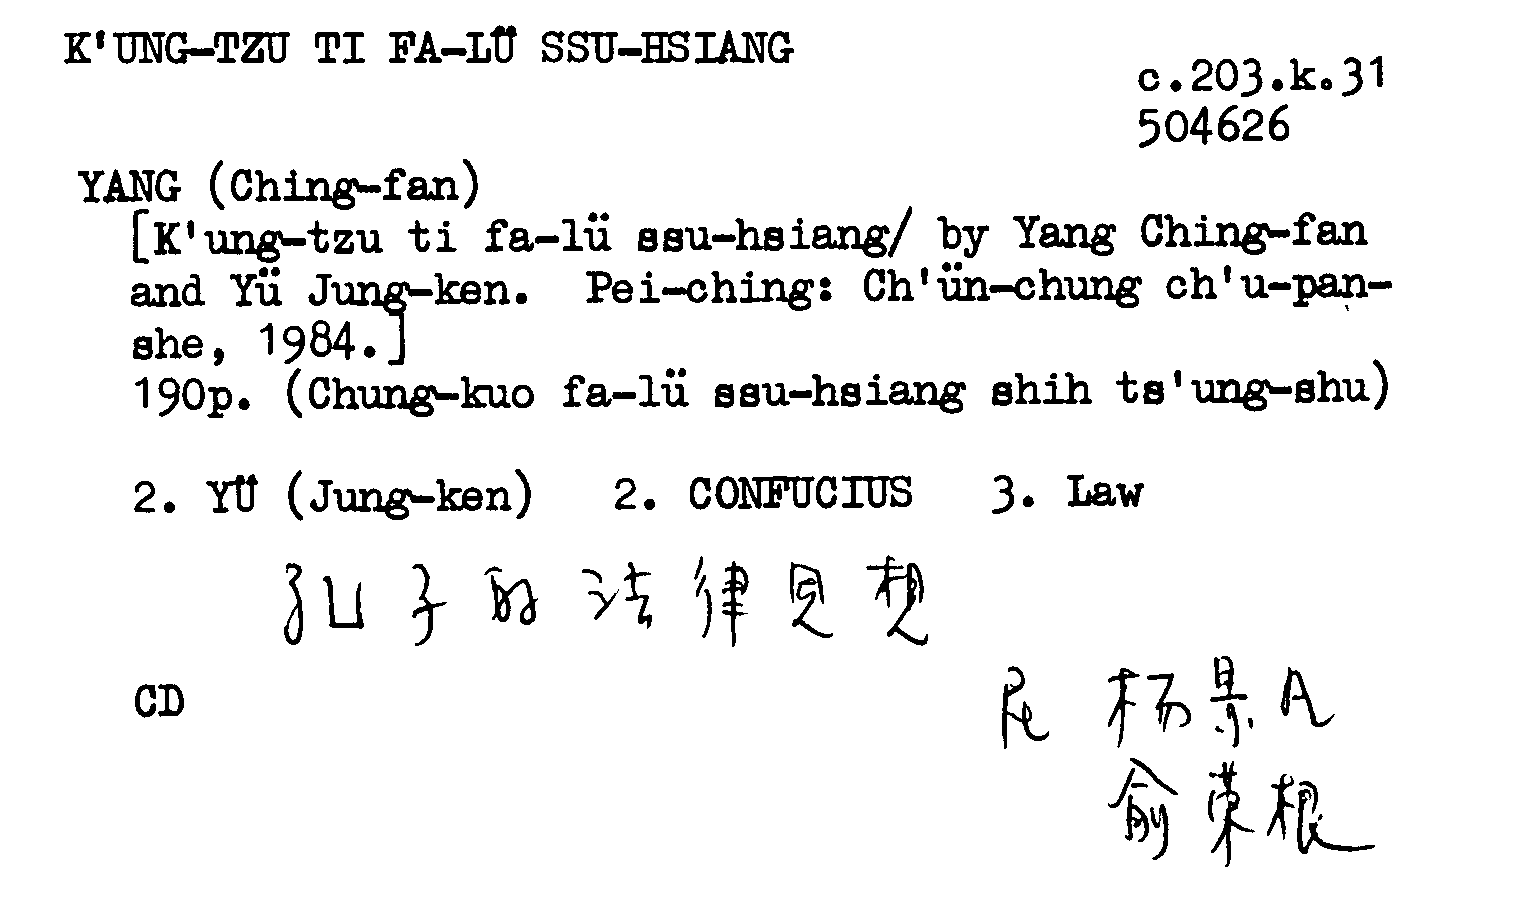 K'UNG-TZU TI FA-LÜ SSU-HSIANG
c.203.k.31
504626
YANG (Ching-fan)
[K'ung-tzu ti fa-lü ssu-hsiang/ by Yang Ching-fan
and Yü Jung-ken. Pei-ching: Ch'ün-chung ch'u-pan-
she, 1984.]
190p. (Chung-kuo fa-lü ssu-hsiang shih ts'ung-shu)
2. YÜ (Jung-ken) 2. CONFUCIUS 3. Law
孔子的法律思想
CD
杨景凡
俞荣根